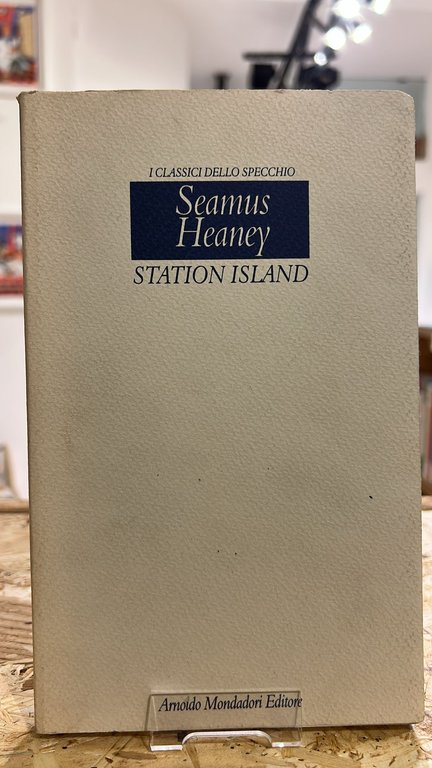 I CLASSICI DELLO SPECCHIO
Seamus
Heaney
STATION ISLAND
Arnoldo Mondadori Editore